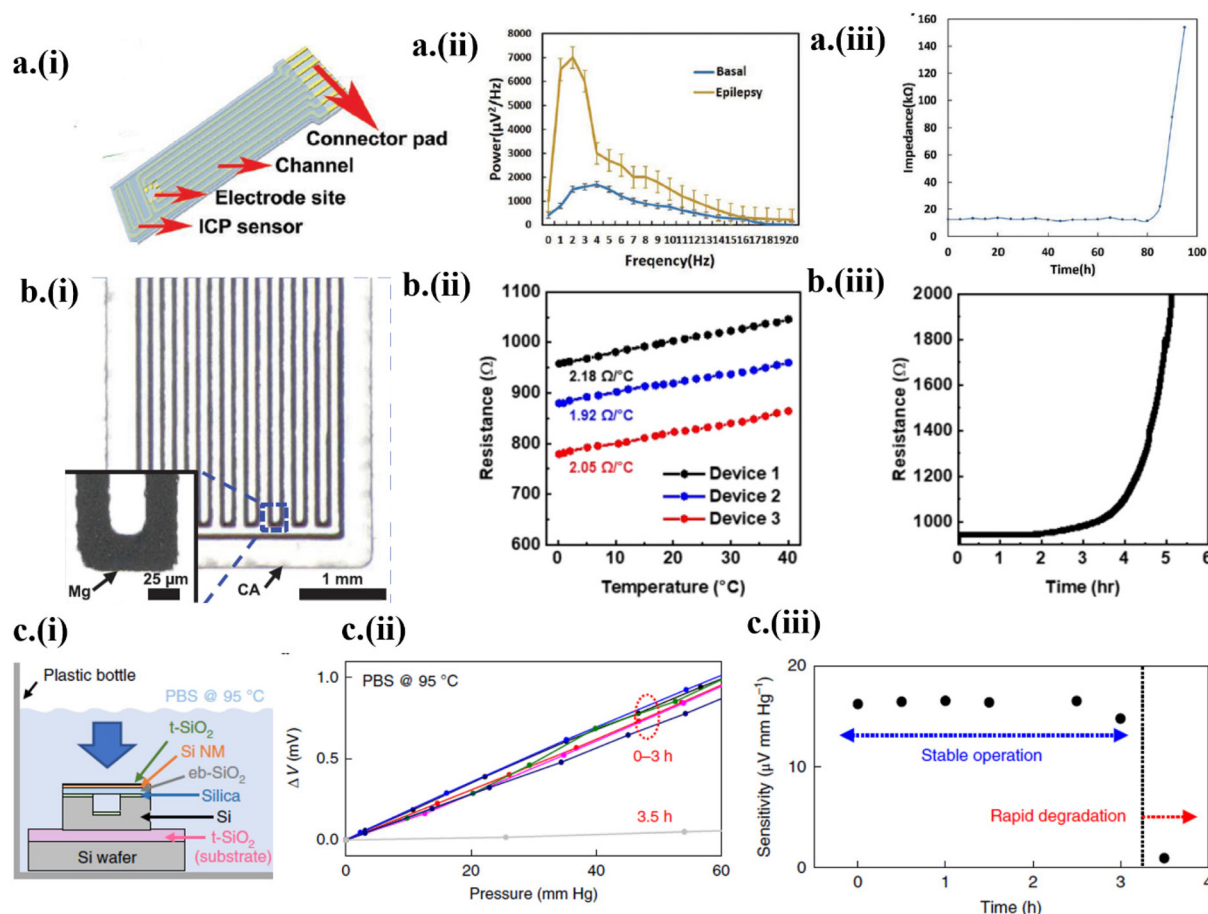 a.(i)
Connector pad
Channel
Electrode site
ICP sensor
a.(ii)
Power(μV²/Hz)
8000
7000
6000
5000
4000
3000
2000
1000
0
Basal
Epilepsy
0 1 2 3 4 5 6 7 8 9 10 11 12 13 14 15 16 17 18 19 20
Freqency(Hz)
a.(iii)
Impedance(kΩ)
160
140
120
100
80
60
40
20
0
0 20 40 60 80 100
Time(h)
b.(i)
Mg
25 μm
CA
1 mm
b.(ii)
Resistance (Ω)
1100
1000
900
800
700
600
2.18 Ω/°C
1.92 Ω/°C
2.05 Ω/°C
Device 1
Device 2
Device 3
0 10 20 30 40
Temperature (°C)
b.(iii)
Resistance (Ω)
2000
1800
1600
1400
1200
1000
0 1 2 3 4 5 6
Time (hr)
c.(i)
Plastic bottle
PBS @ 95 °C
t-SiO2
Si NM
eb-SiO2
Silica
Si
t-SiO2
(substrate)
Si wafer
c.(ii)
PBS @ 95 °C
Δ V (mV)
1.0
0.5
0.0
0–3 h
3.5 h
0 20 40 60
Pressure (mm Hg)
c.(iii)
Sensitivity (μV mm Hg⁻¹)
20
10
0
Stable operation
Rapid degradation
0 1 2 3 4
Time (h)